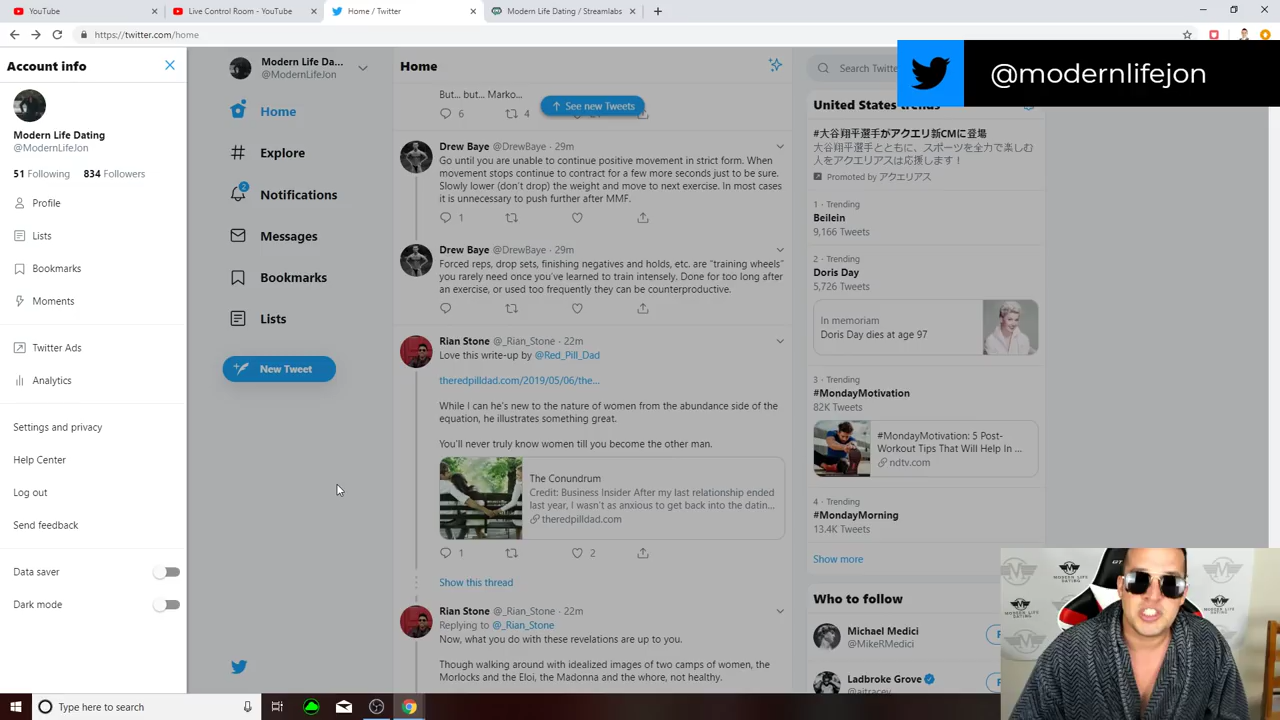 YouTube
Live Control Room - YouTube
Home / Twitter
Modern Life Dating / Streamlabs
https://twitter.com/home
@modernlifejon
Account info
Modern Life Dating
@ModernLifeJon
51 Following 834 Followers
Profile
Lists
Bookmarks
Moments
Twitter Ads
Analytics
Settings and privacy
Help Center
Log out
Send feedback
Data saver
Dark mode
Modern Life Da...
@ModernLifeJon
Home
Explore
2
Notifications
Messages
Bookmarks
Lists
New Tweet
Home
But... but... Marko...
See new Tweets
6 4
Drew Baye @DrewBaye · 29m
Go until you are unable to continue positive movement in strict form. When
movement stops continue to contract for a few more seconds just to be sure.
Slowly lower (don't drop) the weight and move to next exercise. In most cases
it is unnecessary to push further after MMF.
1
Drew Baye @DrewBaye · 29m
Forced reps, drop sets, finishing negatives and holds, etc. are "training wheels"
you rarely need once you've learned to train intensely. Done for too long after
an exercise, or used too frequently they can be counterproductive.
Rian Stone @_Rian_Stone · 22m
Love this write-up by @Red_Pill_Dad
theredpilldad.com/2019/05/06/the...
While I can he's new to the nature of women from the abundance side of the
equation, he illustrates something great.
You'll never truly know women till you become the other man.
The Conundrum
Credit: Business Insider After my last relationship ended
last year, I wasn't as anxious to get back into the datin...
theredpilldad.com
1 2
Show this thread
Rian Stone @_Rian_Stone · 22m
Replying to @_Rian_Stone
Now, what you do with these revelations are up to you.
Though walking around with idealized images of two camps of women, the
Morlocks and the Eloi, the Madonna and the whore, not healthy.
Search Twitte
United States trends
#大谷翔平選手がアクエリ新CMに登場
大谷翔平選手とともに、スポーツを全力で楽しむ
人をアクエリアスは応援します！
Promoted by アクエリアス
1 · Trending
Beilein
9,166 Tweets
2 · Trending
Doris Day
5,726 Tweets
In memoriam
Doris Day dies at age 97
3 · Trending
#MondayMotivation
82K Tweets
#MondayMotivation: 5 Post-
Workout Tips That Will Help In ...
ndtv.com
4 · Trending
#MondayMorning
13.4K Tweets
Show more
Who to follow
Michael Medici
@MikeRMedici
Ladbroke Grove
@ajtracey
MODERN LIFE
DATING
GT
Type here to search